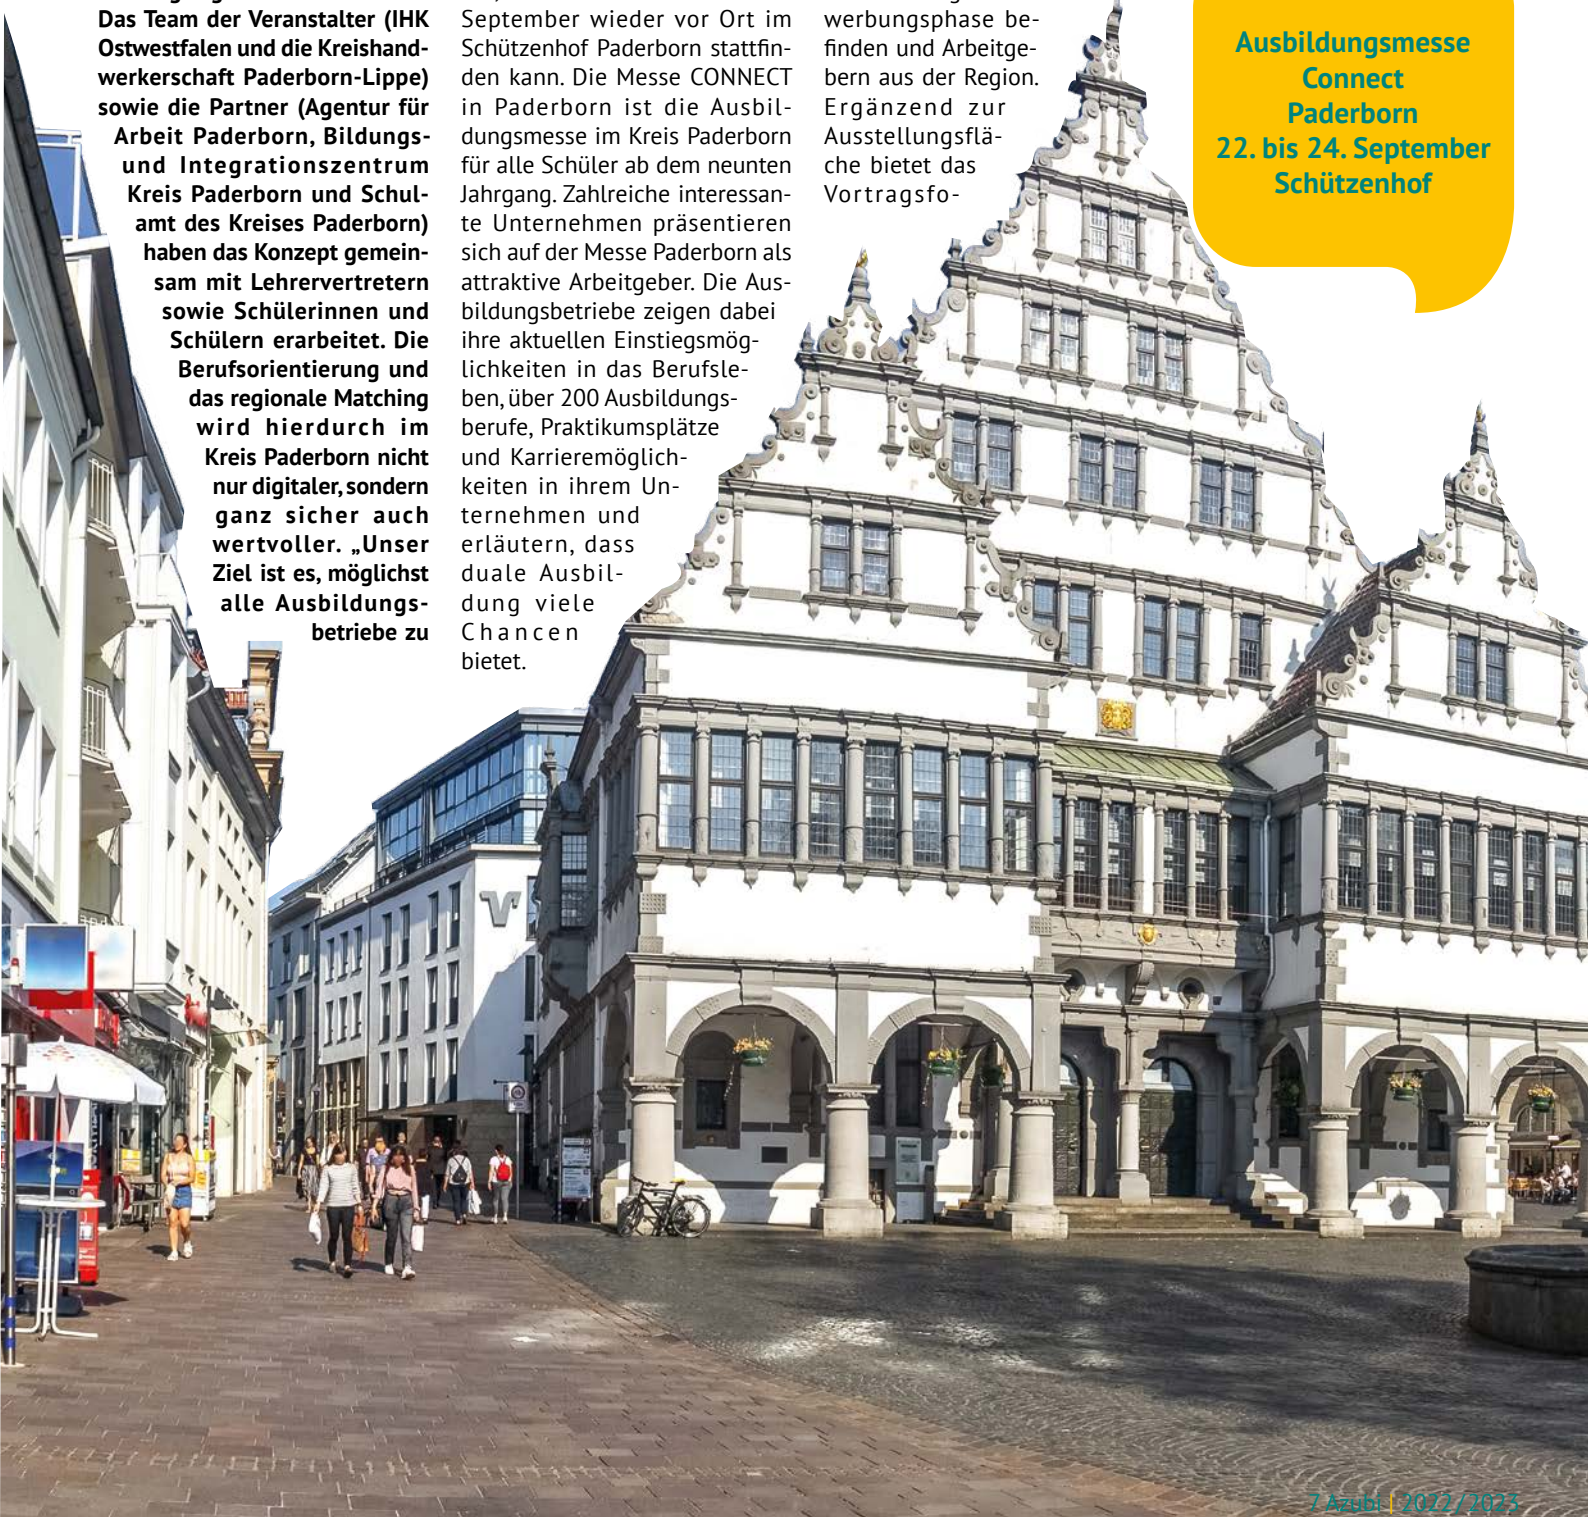 Das Team der Veranstalter (IHK
Ostwestfalen und die Kreishand-
werkerschaft Paderborn-Lippe)
sowie die Partner (Agentur für
Arbeit Paderborn, Bildungs-
und Integrationszentrum
Kreis Paderborn und Schul-
amt des Kreises Paderborn)
haben das Konzept gemein-
sam mit Lehrervertretern
sowie Schülerinnen und
Schülern erarbeitet. Die
Berufsorientierung und
das regionale Matching
wird hierdurch im
Kreis Paderborn nicht
nur digitaler, sondern
ganz sicher auch
wertvoller. „Unser
Ziel ist es, möglichst
alle Ausbildungs-
betriebe zu
September wieder vor Ort im
Schützenhof Paderborn stattfin-
den kann. Die Messe CONNECT
in Paderborn ist die Ausbil-
dungsmesse im Kreis Paderborn
für alle Schüler ab dem neunten
Jahrgang. Zahlreiche interessan-
te Unternehmen präsentieren
sich auf der Messe Paderborn als
attraktive Arbeitgeber. Die Aus-
bildungsbetriebe zeigen dabei
ihre aktuellen Einstiegsmög-
lichkeiten in das Berufsle-
ben, über 200 Ausbildungs-
berufe, Praktikumsplätze
und Karrieremöglich-
keiten in ihrem Un-
ternehmen und
erläutern, dass
duale Ausbil-
dung viele
Chancen
bietet.
werbungsphase be-
finden und Arbeitge-
bern aus der Region.
Ergänzend zur
Ausstellungsflä-
che bietet das
Vortragsfo-
Ausbildungsmesse
Connect
Paderborn
22. bis 24. September
Schützenhof
7 Azubi | 2022/2023